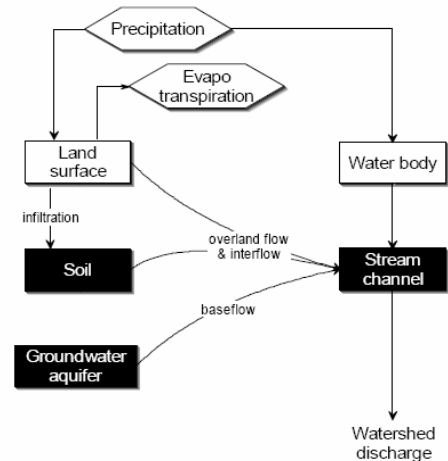 Precipitation
Evapo
transpiration
Land
surface
Water body
infiltration
overland flow
& interflow
Soil
Stream
channel
baseflow
Groundwater
aquifer
Watershed
discharge